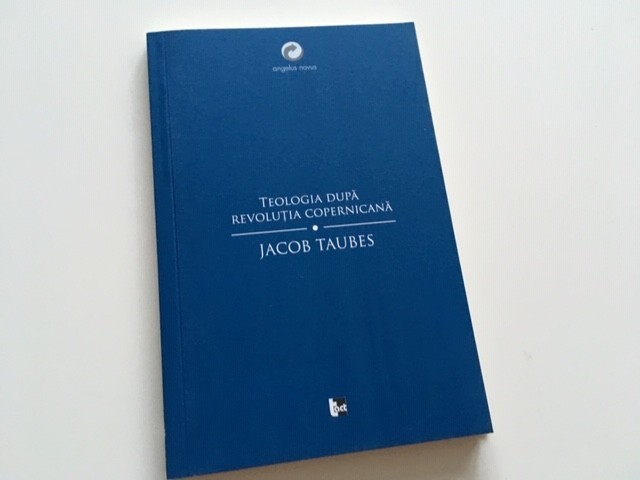 angelus novus
TEOLOGIA DUPĂ
REVOLUȚIA COPERNICANĂ
JACOB TAUBES
tact